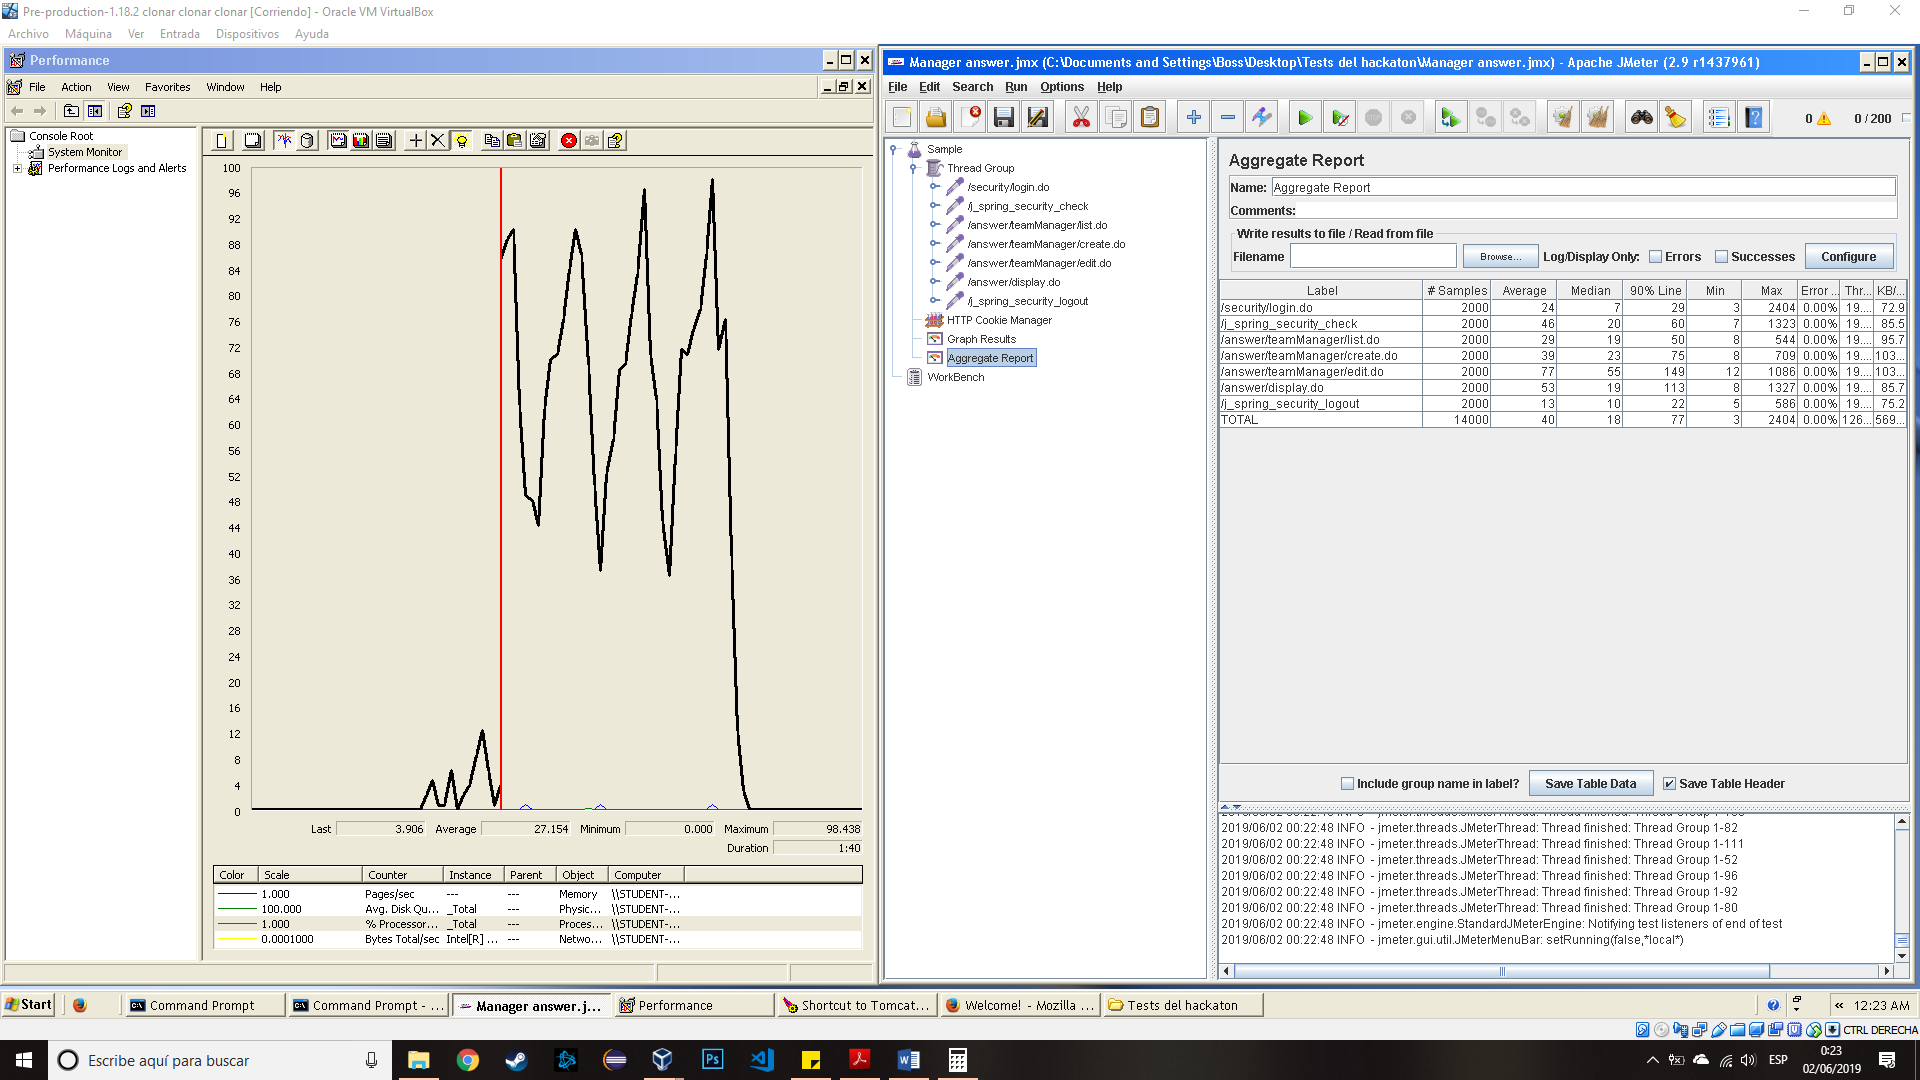 Pre-production-1.18.2 clonar clonar clonar [Corriendo] - Oracle VM VirtualBox
Archivo Máquina Ver Entrada Dispositivos Ayuda
Performance
File Action View Favorites Window Help
Console Root
System Monitor
Performance Logs and Alerts
100
96
92
88
84
80
76
72
68
64
60
56
52
48
44
40
36
32
28
24
20
16
12
8
4
0
Last 3.906 Average 27.154 Minimum 0.000 Maximum 98.438
Duration 1:40
Color Scale Counter Instance Parent Object Computer
1.000 Pages/sec --- --- Memory \\STUDENT-...
100.000 Avg. Disk Qu... _Total --- Physic... \\STUDENT-...
1.000 % Processor... _Total --- Proces... \\STUDENT-...
0.0001000 Bytes Total/sec Intel[R] ... --- Netwo... \\STUDENT-...
Manager answer.jmx (C:\Documents and Settings\Boss\Desktop\Tests del hackaton\Manager answer.jmx) - Apache JMeter (2.9 r1437961)
File Edit Search Run Options Help
0 0 / 200
Sample
Thread Group
/security/login.do
/j_spring_security_check
/answer/teamManager/list.do
/answer/teamManager/create.do
/answer/teamManager/edit.do
/answer/display.do
/j_spring_security_logout
HTTP Cookie Manager
Graph Results
Aggregate Report
WorkBench
Aggregate Report
Name: Aggregate Report
Comments:
Write results to file / Read from file
Filename Browse... Log/Display Only: Errors Successes Configure
Label # Samples Average Median 90% Line Min Max Error ... Thr... KB/...
/security/login.do 2000 24 7 29 3 2404 0.00% 19.... 72.9
/j_spring_security_check 2000 46 20 60 7 1323 0.00% 19.... 85.5
/answer/teamManager/list.do 2000 29 19 50 8 544 0.00% 19.... 95.7
/answer/teamManager/create.do 2000 39 23 75 8 709 0.00% 19.... 103...
/answer/teamManager/edit.do 2000 77 55 149 12 1086 0.00% 19.... 103...
/answer/display.do 2000 53 19 113 8 1327 0.00% 19.... 85.7
/j_spring_security_logout 2000 13 10 22 5 586 0.00% 19.... 75.2
TOTAL 14000 40 18 77 3 2404 0.00% 126... 569...
Include group name in label? Save Table Data Save Table Header
2019/06/02 00:22:48 INFO - jmeter.threads.JMeterThread: Thread finished: Thread Group 1-82
2019/06/02 00:22:48 INFO - jmeter.threads.JMeterThread: Thread finished: Thread Group 1-111
2019/06/02 00:22:48 INFO - jmeter.threads.JMeterThread: Thread finished: Thread Group 1-52
2019/06/02 00:22:48 INFO - jmeter.threads.JMeterThread: Thread finished: Thread Group 1-96
2019/06/02 00:22:48 INFO - jmeter.threads.JMeterThread: Thread finished: Thread Group 1-92
2019/06/02 00:22:48 INFO - jmeter.threads.JMeterThread: Thread finished: Thread Group 1-80
2019/06/02 00:22:48 INFO - jmeter.engine.StandardJMeterEngine: Notifying test listeners of end of test
2019/06/02 00:22:48 INFO - jmeter.gui.util.JMeterMenuBar: setRunning(false,*local*)
Start Command Prompt Command Prompt - ... Manager answer.j... Performance Shortcut to Tomcat... Welcome! - Mozilla ... Tests del hackaton « 12:23 AM
CTRL DERECHA
Escribe aquí para buscar
Ps
ESP
0:23
02/06/2019